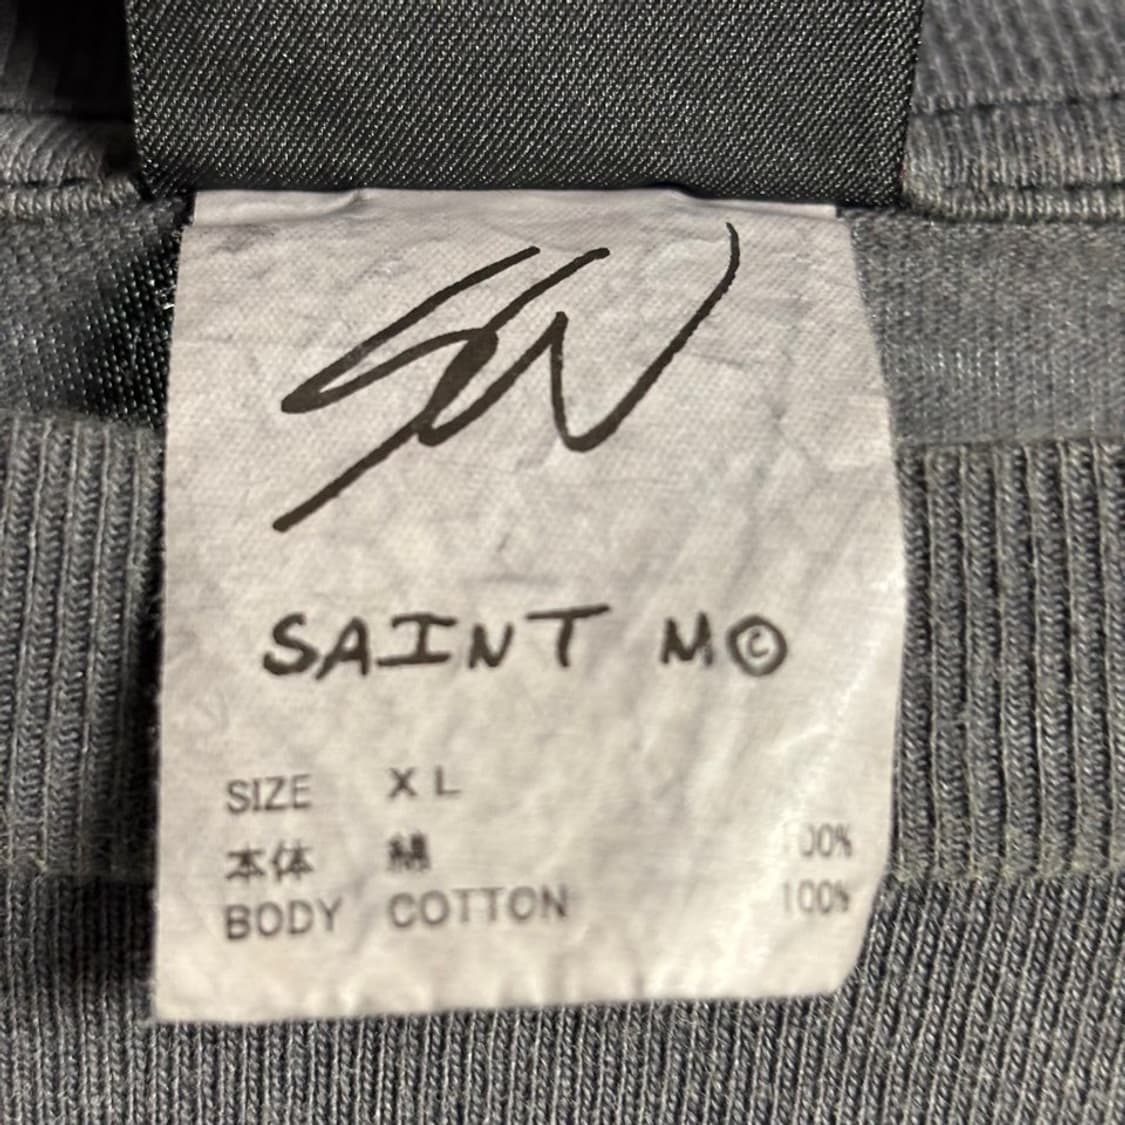 SAINT M©
SIZE XL
本体 綿 100%
BODY COTTON 100%